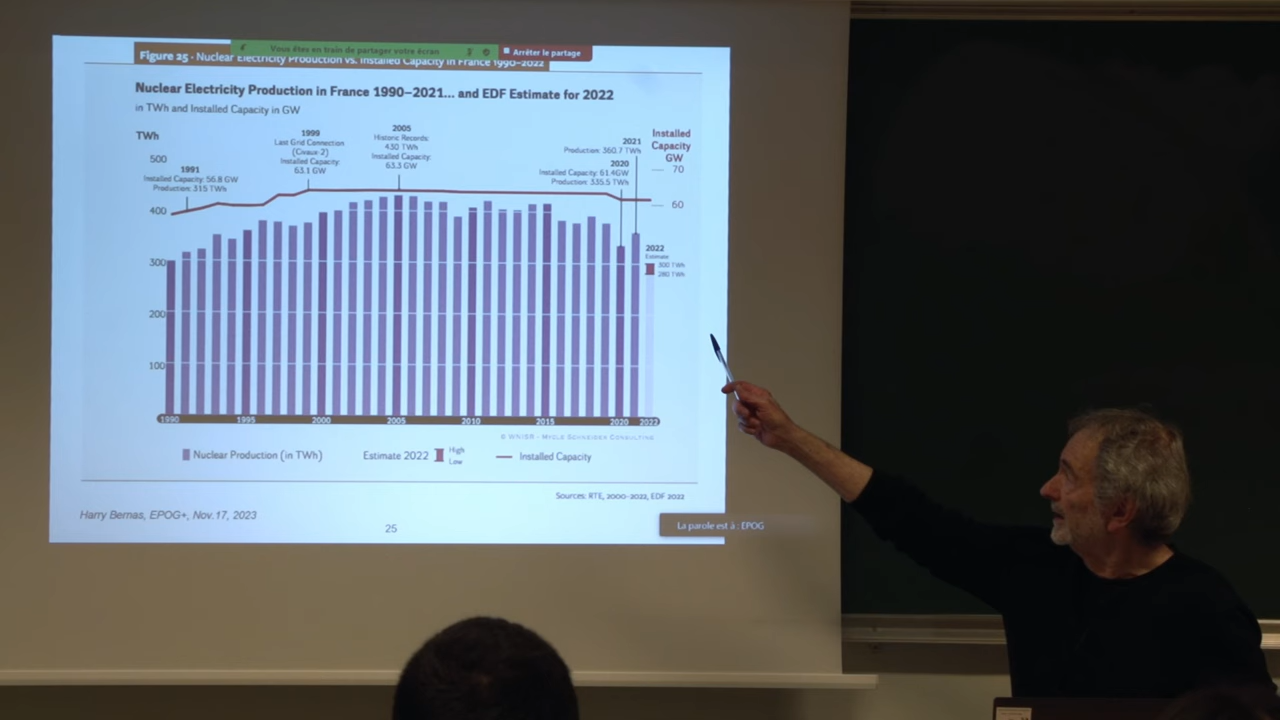 Vous êtes en train de partager votre écran
Arrêter le partage
Figure 25 - Nuclear Electricity Production vs. Installed Capacity in France 1990–2022
Nuclear Electricity Production in France 1990–2021... and EDF Estimate for 2022
in TWh and Installed Capacity in GW
TWh
Installed
Capacity
GW
1991
Installed Capacity: 56.8 GW
Production: 315 TWh
1999
Last Grid Connection
(Civaux-2)
Installed Capacity:
63.1 GW
2005
Historic Records:
430 TWh
Installed Capacity:
63.3 GW
2021
Production: 360.7 TWh
2020
Installed Capacity: 61.4GW
Production: 335.5 TWh
500
400
300
200
100
70
60
2022
Estimate
300 TWh
280 TWh
1990 1995 2000 2005 2010 2015 2020 2022
© WNISR - Mycle Schneider Consulting
Nuclear Production (in TWh)
Estimate 2022
High
Low
Installed Capacity
Sources: RTE, 2000-2022, EDF 2022
Harry Bernas, EPOG+, Nov.17, 2023
25
La parole est à : EPOG